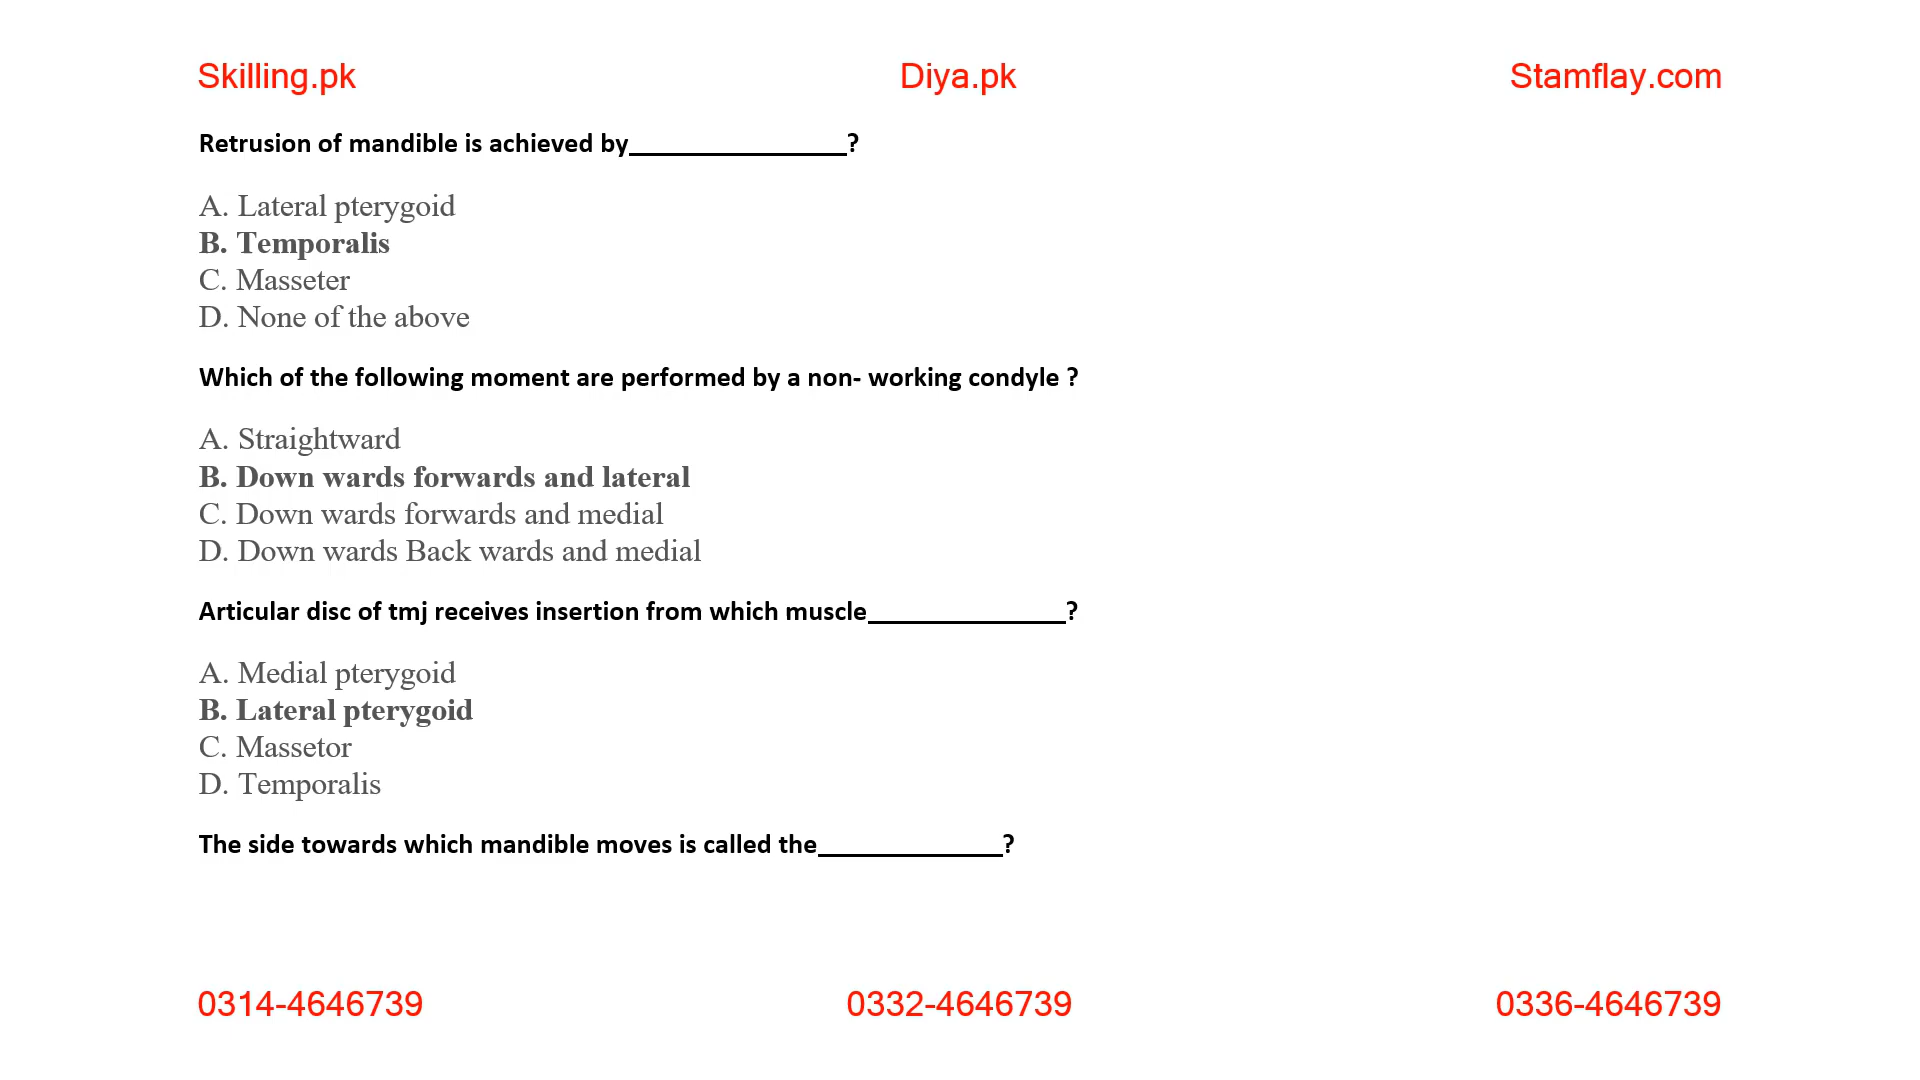 Skilling.pk Diya.pk Stamflay.com
Retrusion of mandible is achieved by________________?
A. Lateral pterygoid
B. Temporalis
C. Masseter
D. None of the above
Which of the following moment are performed by a non- working condyle ?
A. Straightward
B. Down wards forwards and lateral
C. Down wards forwards and medial
D. Down wards Back wards and medial
Articular disc of tmj receives insertion from which muscle_______________?
A. Medial pterygoid
B. Lateral pterygoid
C. Massetor
D. Temporalis
The side towards which mandible moves is called the______________?
0314-4646739 0332-4646739 0336-4646739